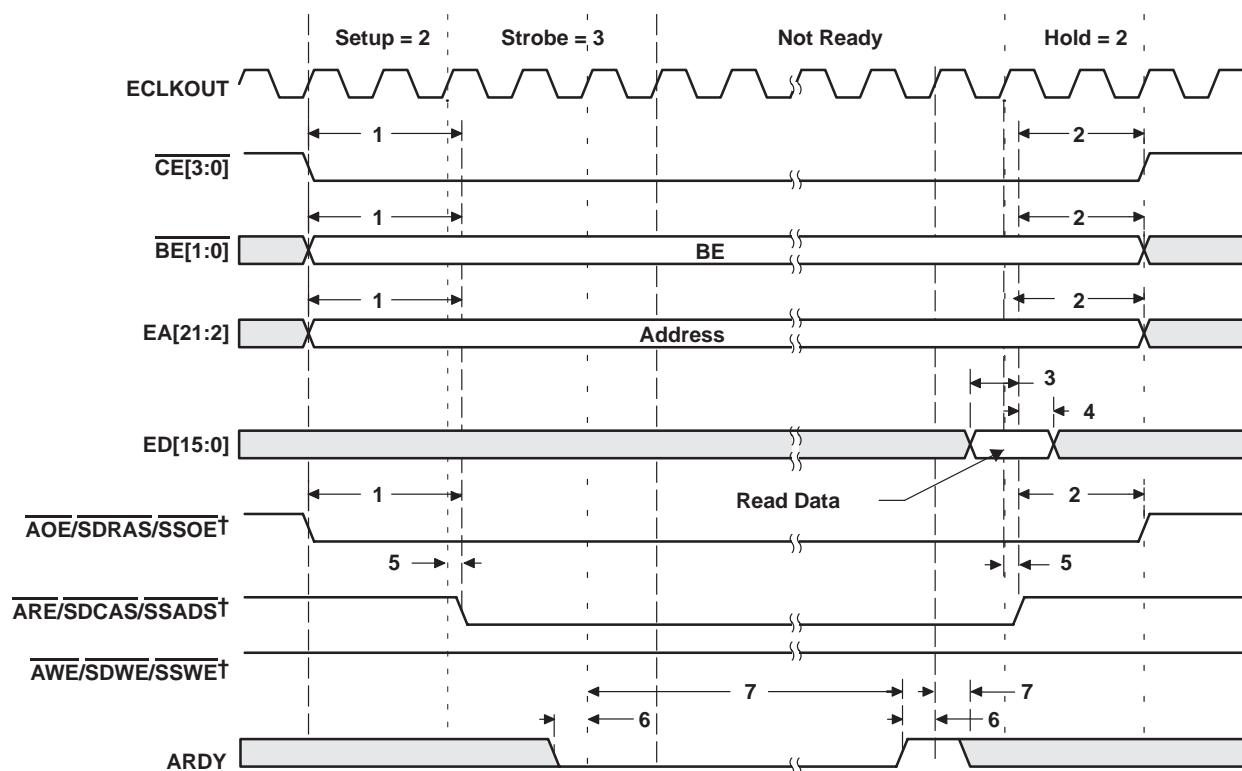 Setup = 2 Strobe = 3 Not Ready Hold = 2
ECLKOUT
1 2
CE[3:0]
1 2
BE[1:0] BE
1 2
EA[21:2] Address
3
4
ED[15:0]
Read Data
1 2
AOE/SDRAS/SSOE†
5 5
ARE/SDCAS/SSADS†
AWE/SDWE/SSWE†
7 7
6 6
ARDY